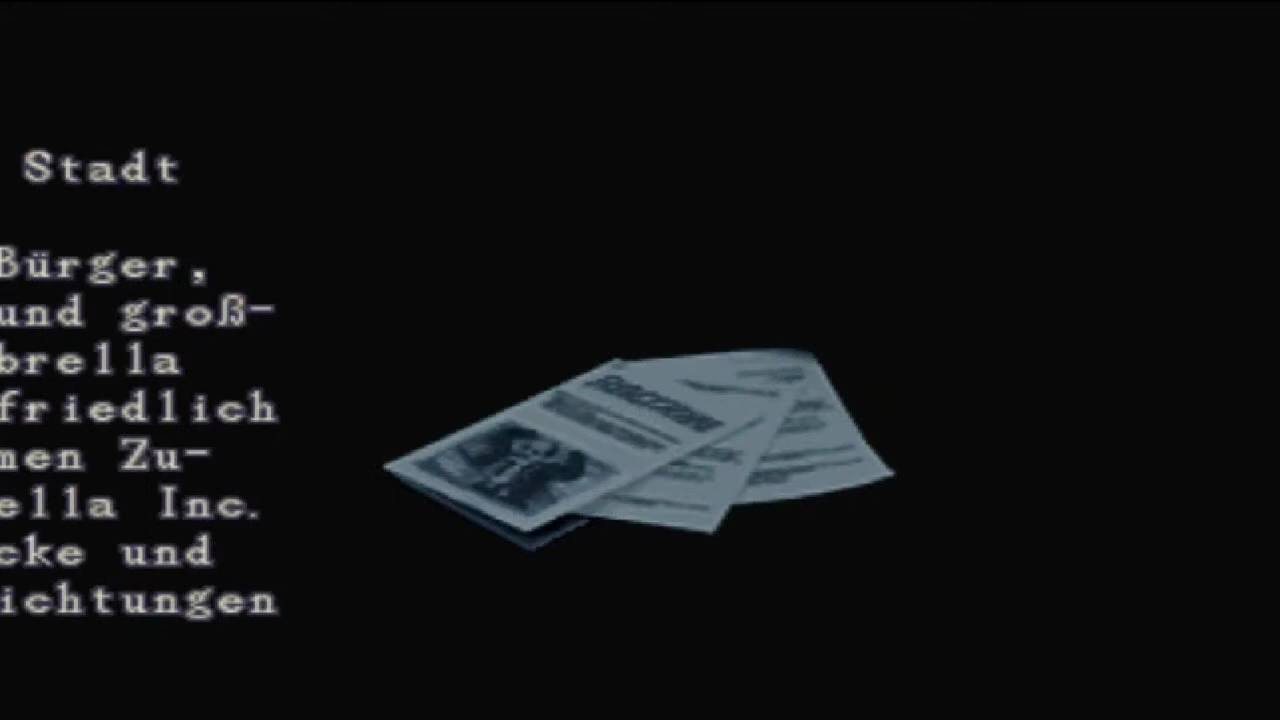 Stadt
Bürger,
und groß-
brella
friedlich
men Zu-
ella Inc.
cke und
ichtungen